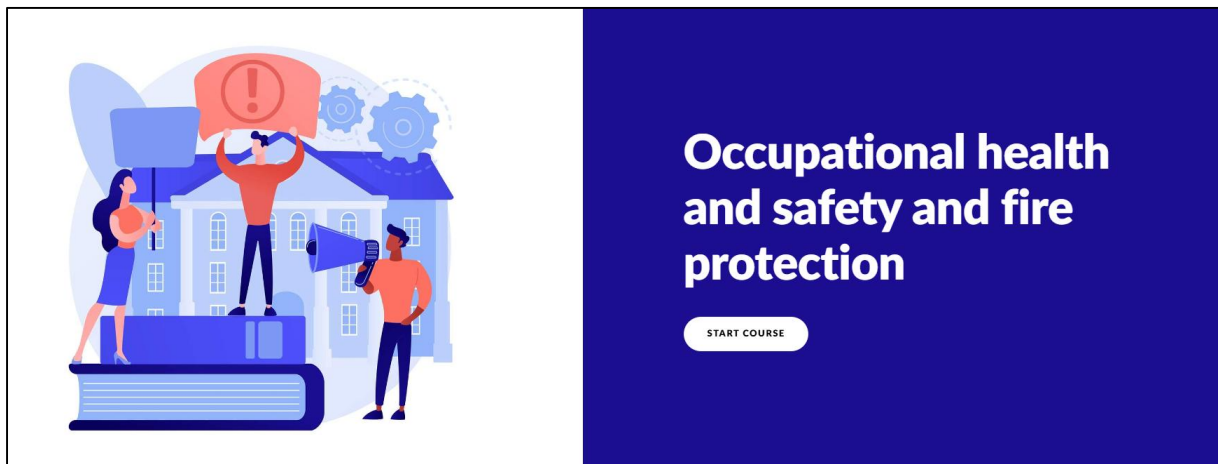 Occupational health
and safety and fire
protection
START COURSE